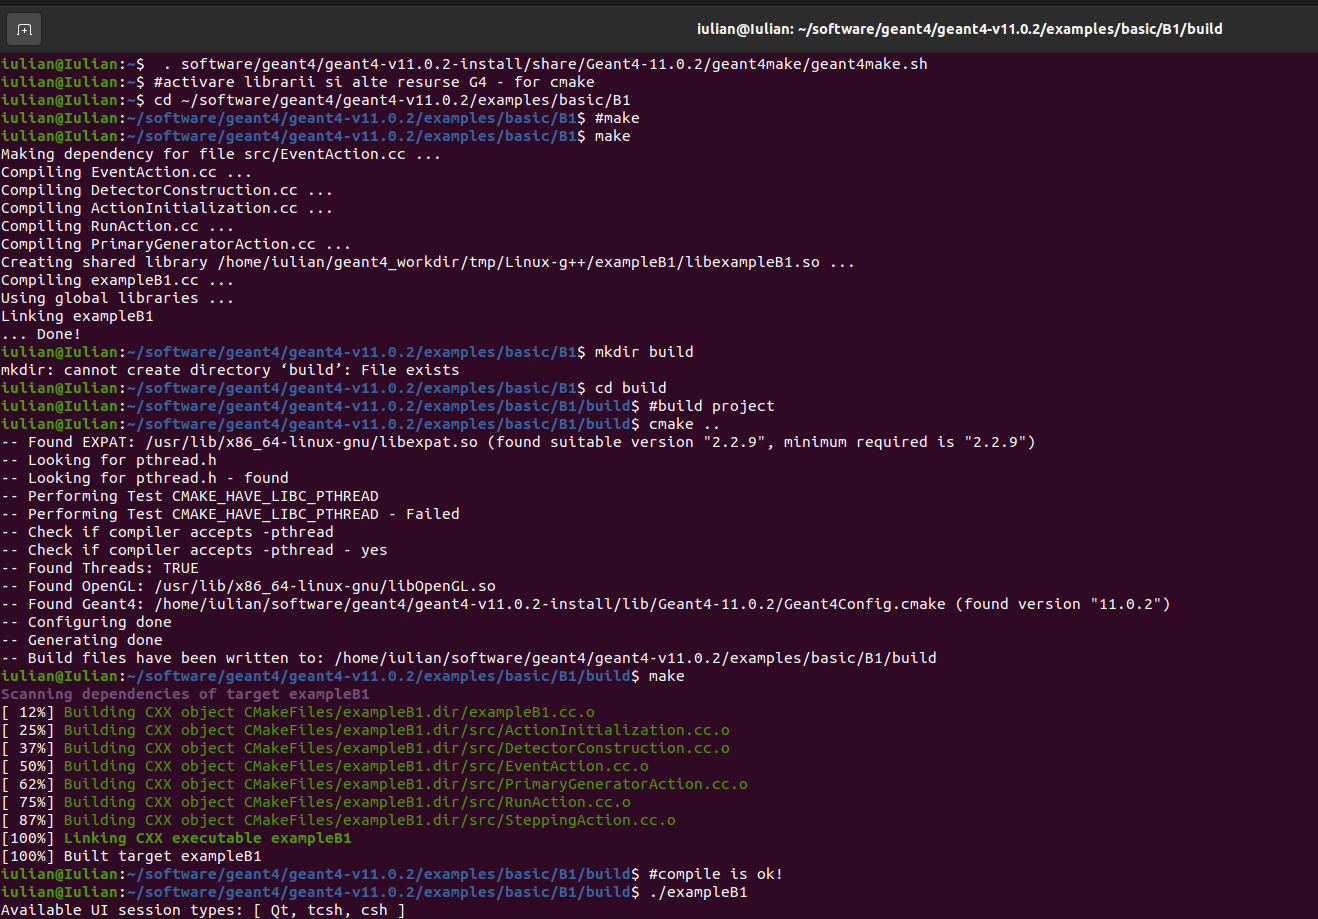 iulian@Iulian: ~/software/geant4/geant4-v11.0.2/examples/basic/B1/build
iulian@Iulian:~$  . software/geant4/geant4-v11.0.2-install/share/Geant4-11.0.2/geant4make/geant4make.sh
iulian@Iulian:~$ #activare librarii si alte resurse G4 - for cmake
iulian@Iulian:~$ cd ~/software/geant4/geant4-v11.0.2/examples/basic/B1
iulian@Iulian:~/software/geant4/geant4-v11.0.2/examples/basic/B1$ #make
iulian@Iulian:~/software/geant4/geant4-v11.0.2/examples/basic/B1$ make
Making dependency for file src/EventAction.cc ...
Compiling EventAction.cc ...
Compiling DetectorConstruction.cc ...
Compiling ActionInitialization.cc ...
Compiling RunAction.cc ...
Compiling PrimaryGeneratorAction.cc ...
Creating shared library /home/iulian/geant4_workdir/tmp/Linux-g++/exampleB1/libexampleB1.so ...
Compiling exampleB1.cc ...
Using global libraries ...
Linking exampleB1
... Done!
iulian@Iulian:~/software/geant4/geant4-v11.0.2/examples/basic/B1$ mkdir build
mkdir: cannot create directory ‘build’: File exists
iulian@Iulian:~/software/geant4/geant4-v11.0.2/examples/basic/B1$ cd build
iulian@Iulian:~/software/geant4/geant4-v11.0.2/examples/basic/B1/build$ #build project
iulian@Iulian:~/software/geant4/geant4-v11.0.2/examples/basic/B1/build$ cmake ..
-- Found EXPAT: /usr/lib/x86_64-linux-gnu/libexpat.so (found suitable version "2.2.9", minimum required is "2.2.9")
-- Looking for pthread.h
-- Looking for pthread.h - found
-- Performing Test CMAKE_HAVE_LIBC_PTHREAD
-- Performing Test CMAKE_HAVE_LIBC_PTHREAD - Failed
-- Check if compiler accepts -pthread
-- Check if compiler accepts -pthread - yes
-- Found Threads: TRUE
-- Found OpenGL: /usr/lib/x86_64-linux-gnu/libOpenGL.so
-- Found Geant4: /home/iulian/software/geant4/geant4-v11.0.2-install/lib/Geant4-11.0.2/Geant4Config.cmake (found version "11.0.2")
-- Configuring done
-- Generating done
-- Build files have been written to: /home/iulian/software/geant4/geant4-v11.0.2/examples/basic/B1/build
iulian@Iulian:~/software/geant4/geant4-v11.0.2/examples/basic/B1/build$ make
Scanning dependencies of target exampleB1
[ 12%] Building CXX object CMakeFiles/exampleB1.dir/exampleB1.cc.o
[ 25%] Building CXX object CMakeFiles/exampleB1.dir/src/ActionInitialization.cc.o
[ 37%] Building CXX object CMakeFiles/exampleB1.dir/src/DetectorConstruction.cc.o
[ 50%] Building CXX object CMakeFiles/exampleB1.dir/src/EventAction.cc.o
[ 62%] Building CXX object CMakeFiles/exampleB1.dir/src/PrimaryGeneratorAction.cc.o
[ 75%] Building CXX object CMakeFiles/exampleB1.dir/src/RunAction.cc.o
[ 87%] Building CXX object CMakeFiles/exampleB1.dir/src/SteppingAction.cc.o
[100%] Linking CXX executable exampleB1
[100%] Built target exampleB1
iulian@Iulian:~/software/geant4/geant4-v11.0.2/examples/basic/B1/build$ #compile is ok!
iulian@Iulian:~/software/geant4/geant4-v11.0.2/examples/basic/B1/build$ ./exampleB1
Available UI session types: [ Qt, tcsh, csh ]